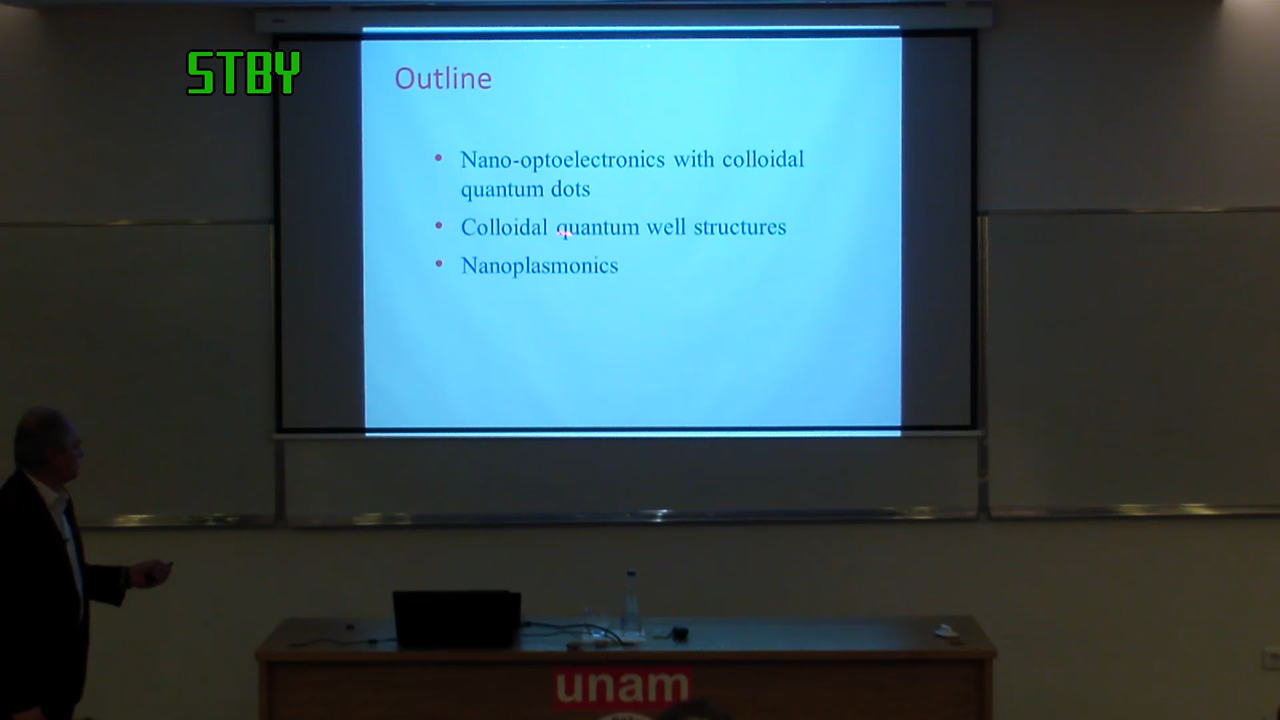 STBY
Outline
• Nano-optoelectronics with colloidal
quantum dots
• Colloidal quantum well structures
• Nanoplasmonics
unam